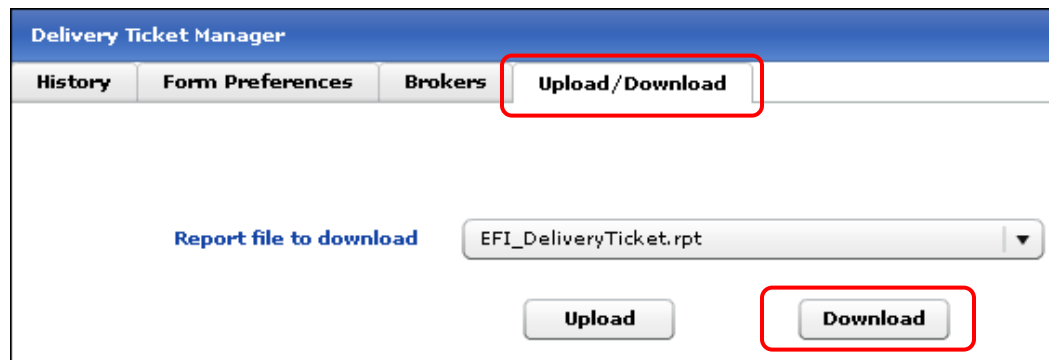 Delivery Ticket Manager
History Form Preferences Brokers Upload/Download
Report file to download EFI_DeliveryTicket.rpt
Upload Download